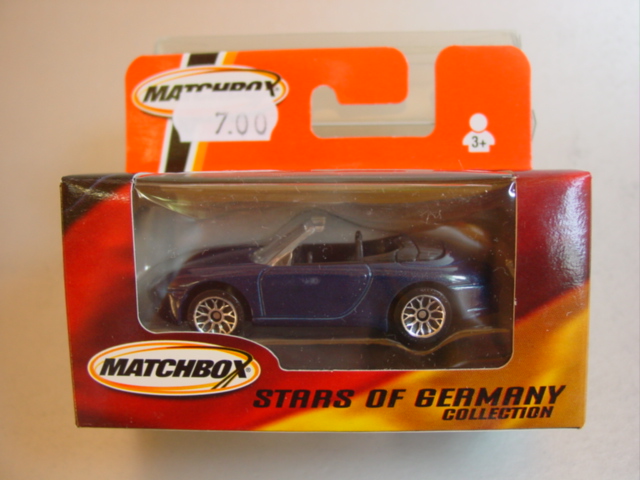 MATCHBOX
7.00
3+
MATCHBOX
STARS OF GERMANY
COLLECTION